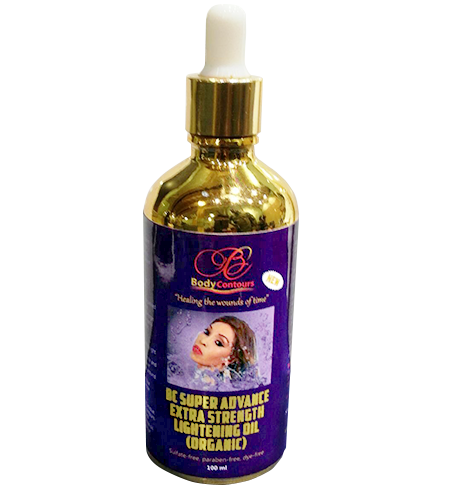 BC
Body Contours
NEW
"Healing the wounds of time"
BC SUPER ADVANCE
EXTRA STRENGTH
LIGHTENING OIL
(ORGANIC)
Sulfate-free, paraben-free, dye-free
100 ml